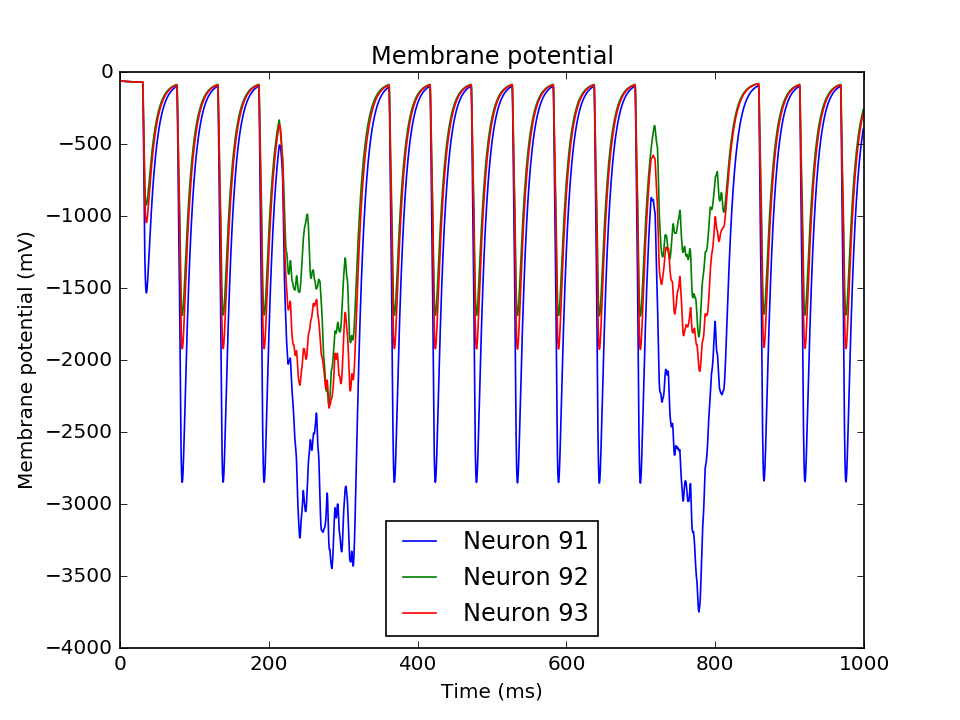 Membrane potential
Membrane potential (mV)
0
−500
−1000
−1500
−2000
−2500
−3000
−3500
−4000
Neuron 91
Neuron 92
Neuron 93
0 200 400 600 800 1000
Time (ms)